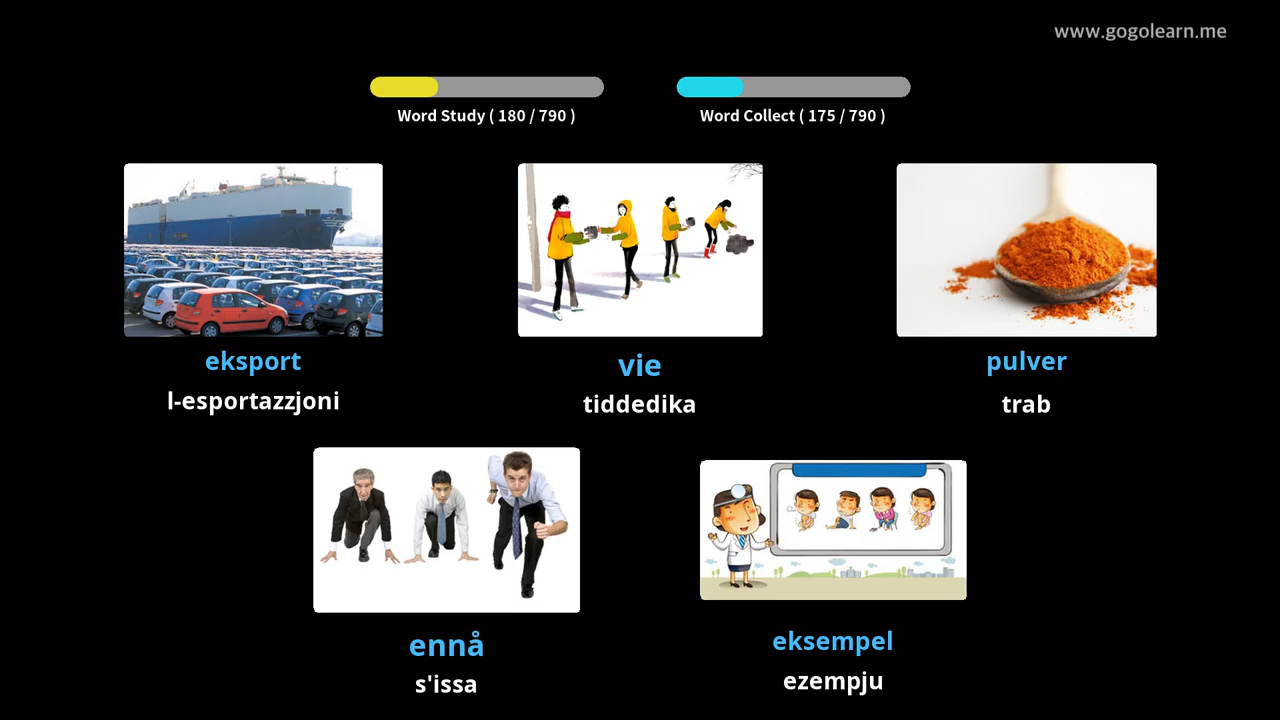 www.gogolearn.me
Word Study ( 180 / 790 )
Word Collect ( 175 / 790 )
eksport
l-esportazzjoni
vie
tiddedika
pulver
trab
ennå
s'issa
eksempel
ezempju